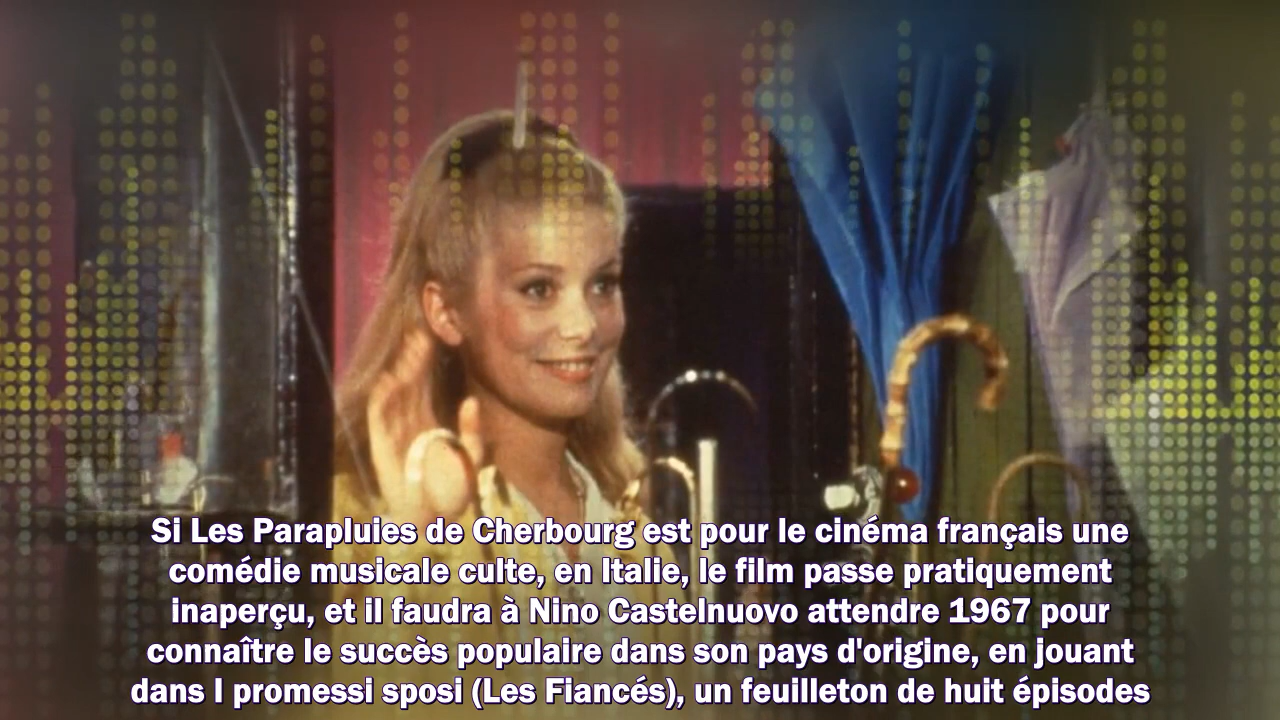 Si Les Parapluies de Cherbourg est pour le cinéma français une
comédie musicale culte, en Italie, le film passe pratiquement
inaperçu, et il faudra à Nino Castelnuovo attendre 1967 pour
connaître le succès populaire dans son pays d'origine, en jouant
dans I promessi sposi (Les Fiancés), un feuilleton de huit épisodes